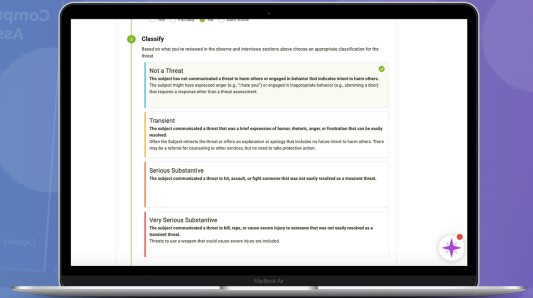 Classify
Based on what you've reviewed in the observe and interviews sections above choose an appropriate classification for the
threat
Not a Threat
The subject has not communicated a threat to harm others or engaged in behavior that indicates intent to harm others.
The subject might have expressed anger (e.g., "I hate you!") or engaged in inappropriate behavior (e.g., slamming a door)
that requires a response other than a threat assessment.
Transient
The subject communicated a threat that was a brief expression of humor, rhetoric, anger, or frustration that can be easily
resolved.
Often the Subject retracts the threat or offers an explanation or apology that includes no future intent to harm others. There
may be a referral for counseling or other services, but no need to take protective action.
Serious Substantive
The subject communicated a threat to hit, assault, or fight someone that was not easily resolved as a transient threat.
Very Serious Substantive
The subject communicated a threat to kill, rape, or cause severe injury to someone that was not easily resolved as a
transient threat.
Threats to use a weapon that could cause severe injury are included.
MacBook Air